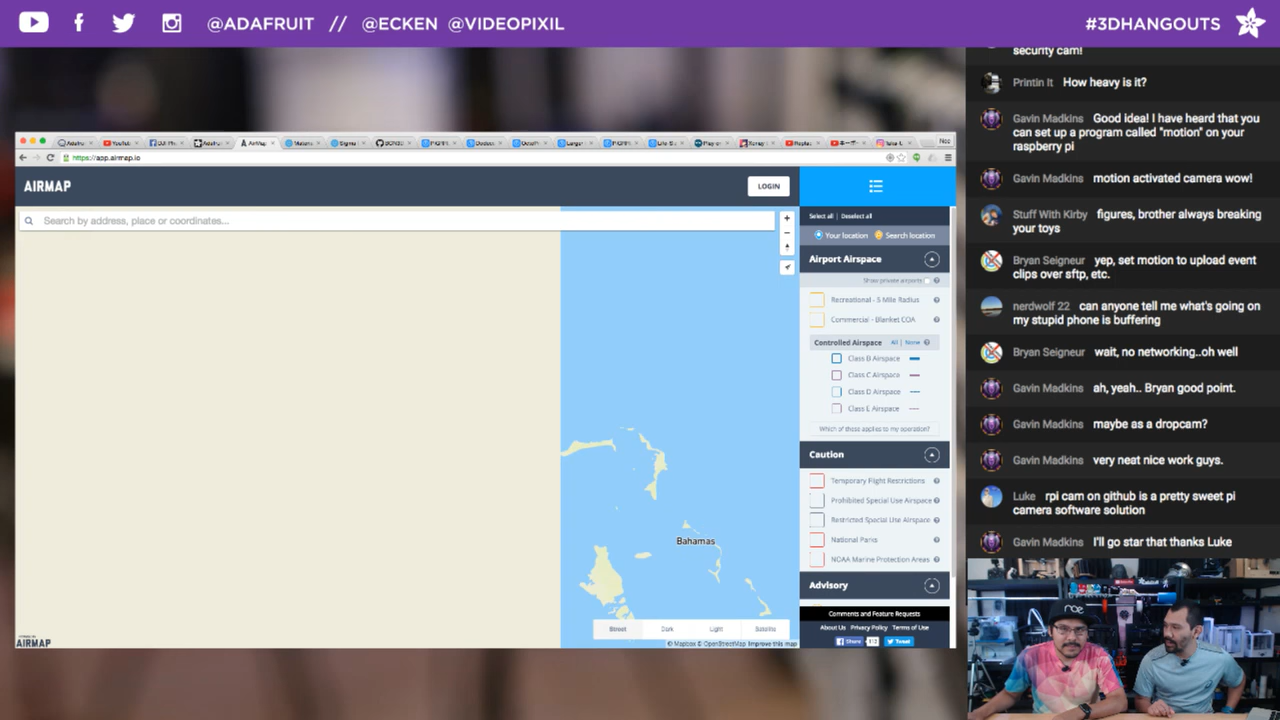 @ADAFRUIT // @ECKEN @VIDEOPIXIL
#3DHANGOUTS
security cam!
Printin It How heavy is it?
Gavin Madkins Good idea! I have heard that you
can set up a program called "motion" on your
raspberry pi
Gavin Madkins motion activated camera wow!
Stuff With Kirby figures, brother always breaking
your toys
Bryan Seigneur yep, set motion to upload event
clips over sftp, etc.
nerdwolf 22 can anyone tell me what's going on
my stupid phone is buffering
Bryan Seigneur wait, no networking..oh well
Gavin Madkins ah, yeah.. Bryan good point.
Gavin Madkins maybe as a dropcam?
Gavin Madkins very neat nice work guys.
Luke rpi cam on github is a pretty sweet pi
camera software solution
Gavin Madkins I'll go star that thanks Luke
https://app.airmap.io
AIRMAP
LOGIN
Search by address, place or coordinates...
Select all | Deselect all
Your location Search location
Airport Airspace
Share private airports
Recreational - 5 Mile Radius
Commercial - Blanket COA
Controlled Airspace All | None
Class B Airspace
Class C Airspace
Class D Airspace
Class E Airspace
Which of these applies to my operation?
Caution
Temporary Flight Restrictions
Prohibited Special Use Airspace
Restricted Special Use Airspace
National Parks
NOAA Marine Protection Areas
Advisory
Comments and Feature Requests
About Us Privacy Policy Terms of Use
Share Tweet
Bahamas
Street Dark Light Satellite
© Mapbox © OpenStreetMap Improve this map
AIRMAP